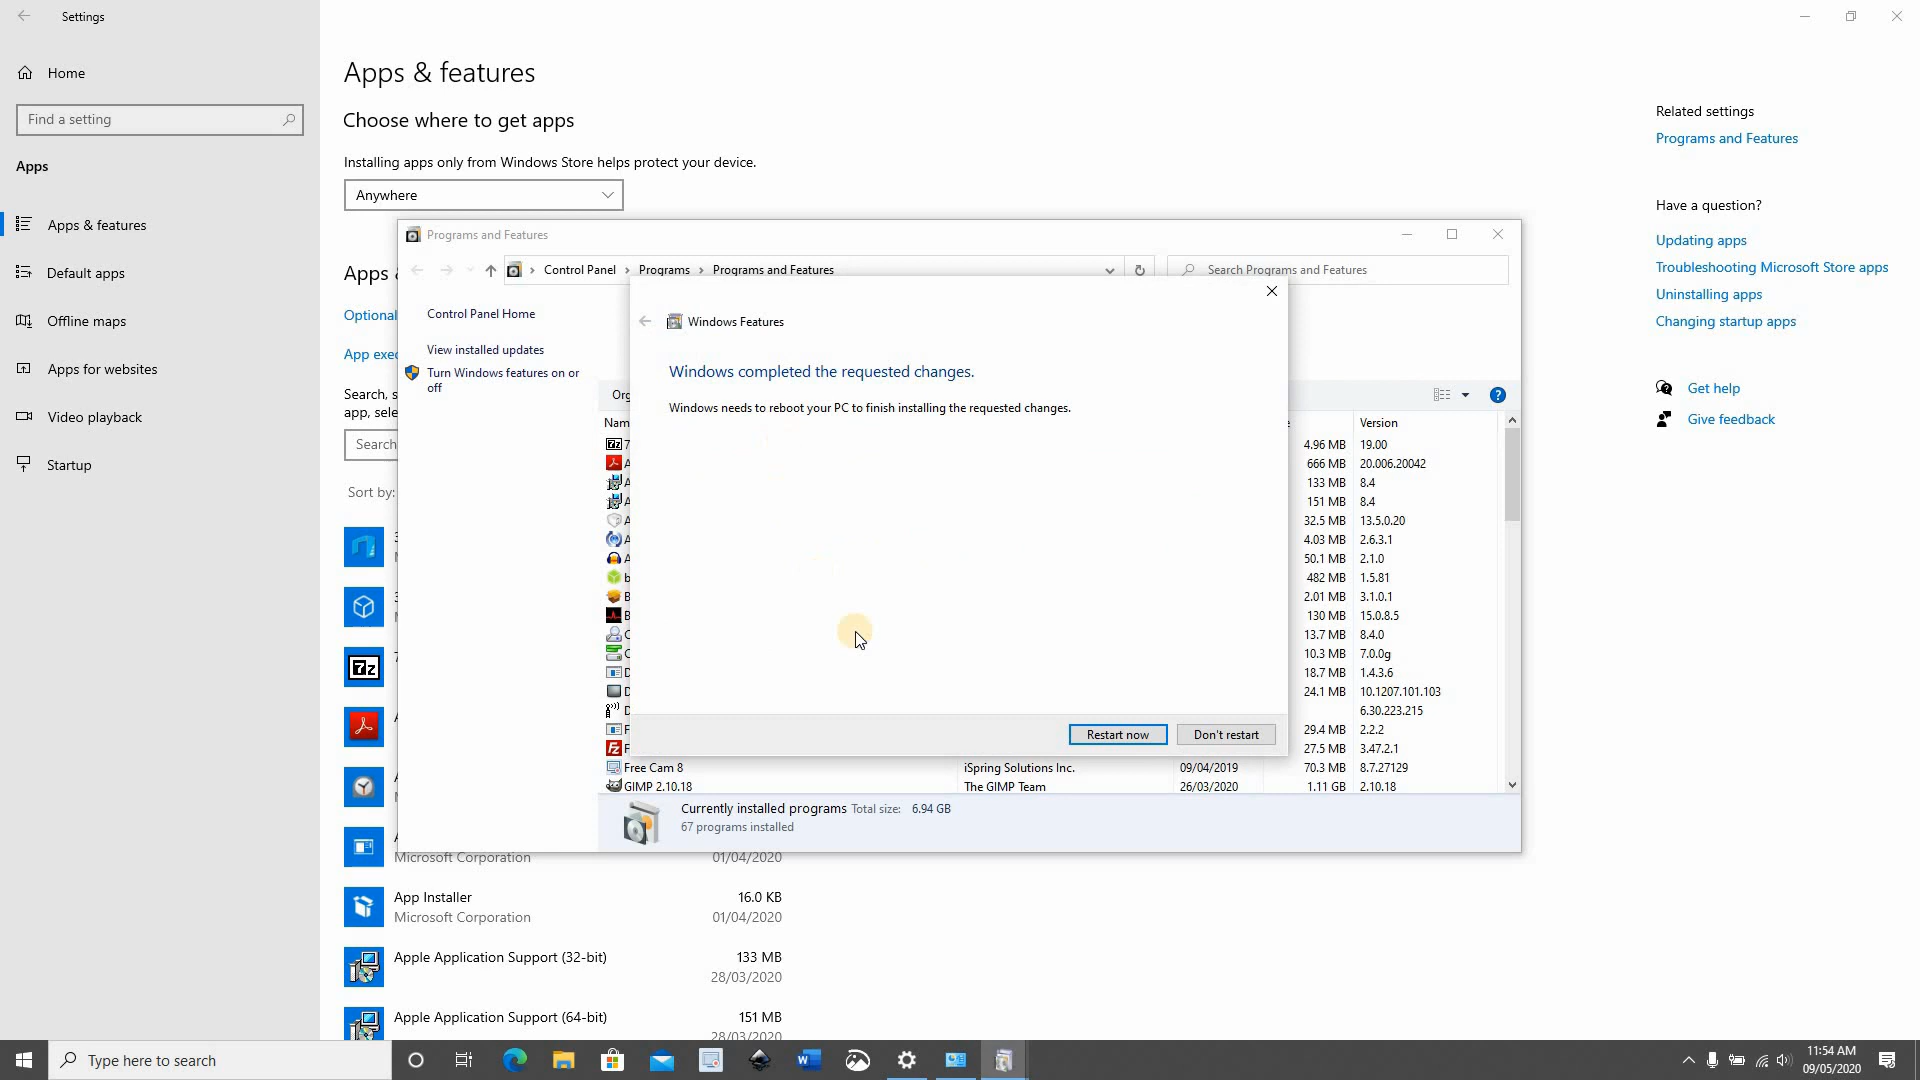 Settings
Home
Find a setting
Apps
Apps & features
Default apps
Offline maps
Apps for websites
Video playback
Startup
Apps & features
Choose where to get apps
Installing apps only from Windows Store helps protect your device.
Anywhere
Apps &
Optional
App exec
Search, s
app, sele
Search
Sort by:
Microsoft Corporation 01/04/2020
App Installer 16.0 KB
Microsoft Corporation 01/04/2020
Apple Application Support (32-bit) 133 MB
28/03/2020
Apple Application Support (64-bit) 151 MB
28/03/2020
Programs and Features
Control Panel › Programs › Programs and Features
Search Programs and Features
Control Panel Home
View installed updates
Turn Windows features on or
off
Org
Nam
Version
4.96 MB 19.00
666 MB 20.006.20042
133 MB 8.4
151 MB 8.4
32.5 MB 13.5.0.20
4.03 MB 2.6.3.1
50.1 MB 2.1.0
482 MB 1.5.81
2.01 MB 3.1.0.1
130 MB 15.0.8.5
13.7 MB 8.4.0
10.3 MB 7.0.0g
18.7 MB 1.4.3.6
24.1 MB 10.1207.101.103
6.30.223.215
29.4 MB 2.2.2
27.5 MB 3.47.2.1
Free Cam 8 iSpring Solutions Inc. 09/04/2019 70.3 MB 8.7.27129
GIMP 2.10.18 The GIMP Team 26/03/2020 1.11 GB 2.10.18
Currently installed programs Total size: 6.94 GB
67 programs installed
Windows Features
Windows completed the requested changes.
Windows needs to reboot your PC to finish installing the requested changes.
Restart now
Don't restart
Related settings
Programs and Features
Have a question?
Updating apps
Troubleshooting Microsoft Store apps
Uninstalling apps
Changing startup apps
Get help
Give feedback
Type here to search
11:54 AM
09/05/2020